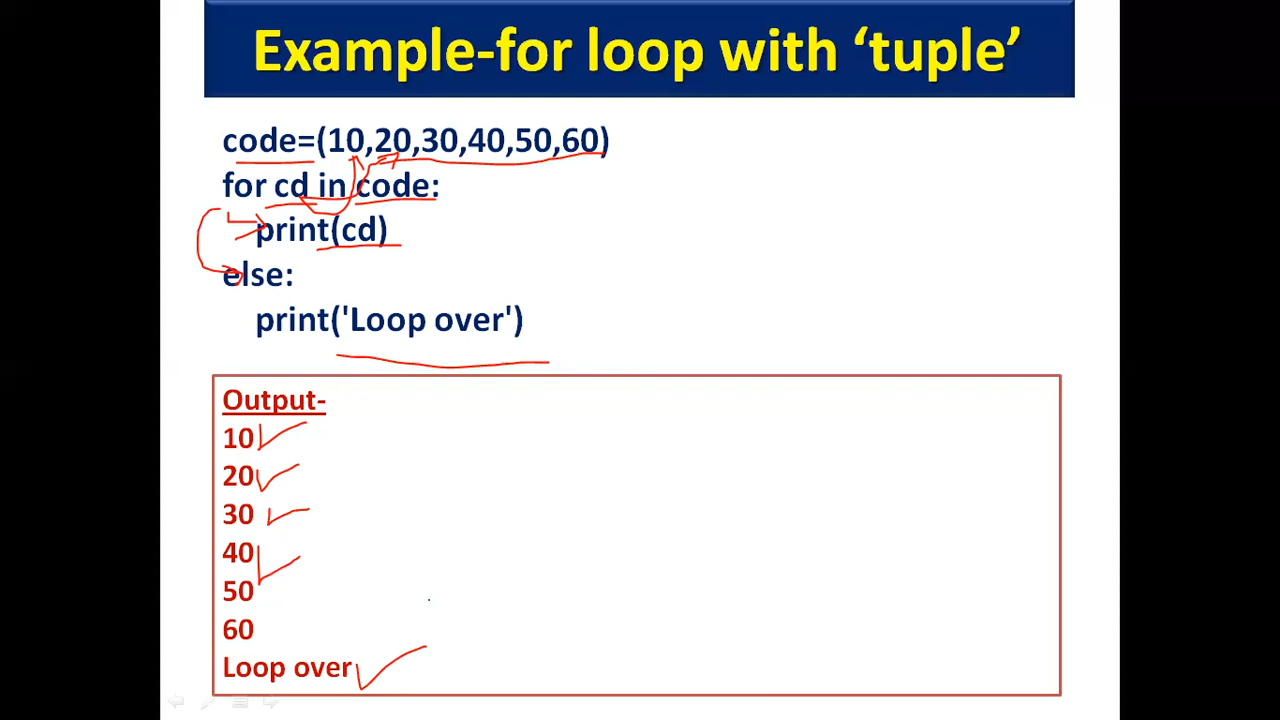 Example-for loop with ‘tuple’
code=(10,20,30,40,50,60)
for cd in code:
print(cd)
else:
print('Loop over')
Output-
10
20
30
40
50
60
Loop over